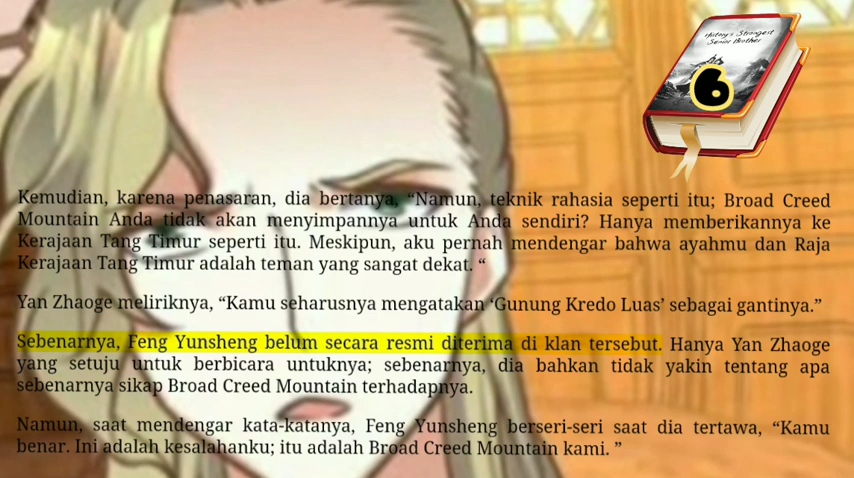 History's Strongest
Senior Brother
6
Kemudian, karena penasaran, dia bertanya, “Namun, teknik rahasia seperti itu; Broad Creed
Mountain Anda tidak akan menyimpannya untuk Anda sendiri? Hanya memberikannya ke
Kerajaan Tang Timur seperti itu. Meskipun, aku pernah mendengar bahwa ayahmu dan Raja
Kerajaan Tang Timur adalah teman yang sangat dekat. “
Yan Zhaoge meliriknya, “Kamu seharusnya mengatakan ‘Gunung Kredo Luas’ sebagai gantinya.”
Sebenarnya, Feng Yunsheng belum secara resmi diterima di klan tersebut. Hanya Yan Zhaoge
yang setuju untuk berbicara untuknya; sebenarnya, dia bahkan tidak yakin tentang apa
sebenarnya sikap Broad Creed Mountain terhadapnya.
Namun, saat mendengar kata-katanya, Feng Yunsheng berseri-seri saat dia tertawa, “Kamu
benar. Ini adalah kesalahanku; itu adalah Broad Creed Mountain kami. ”